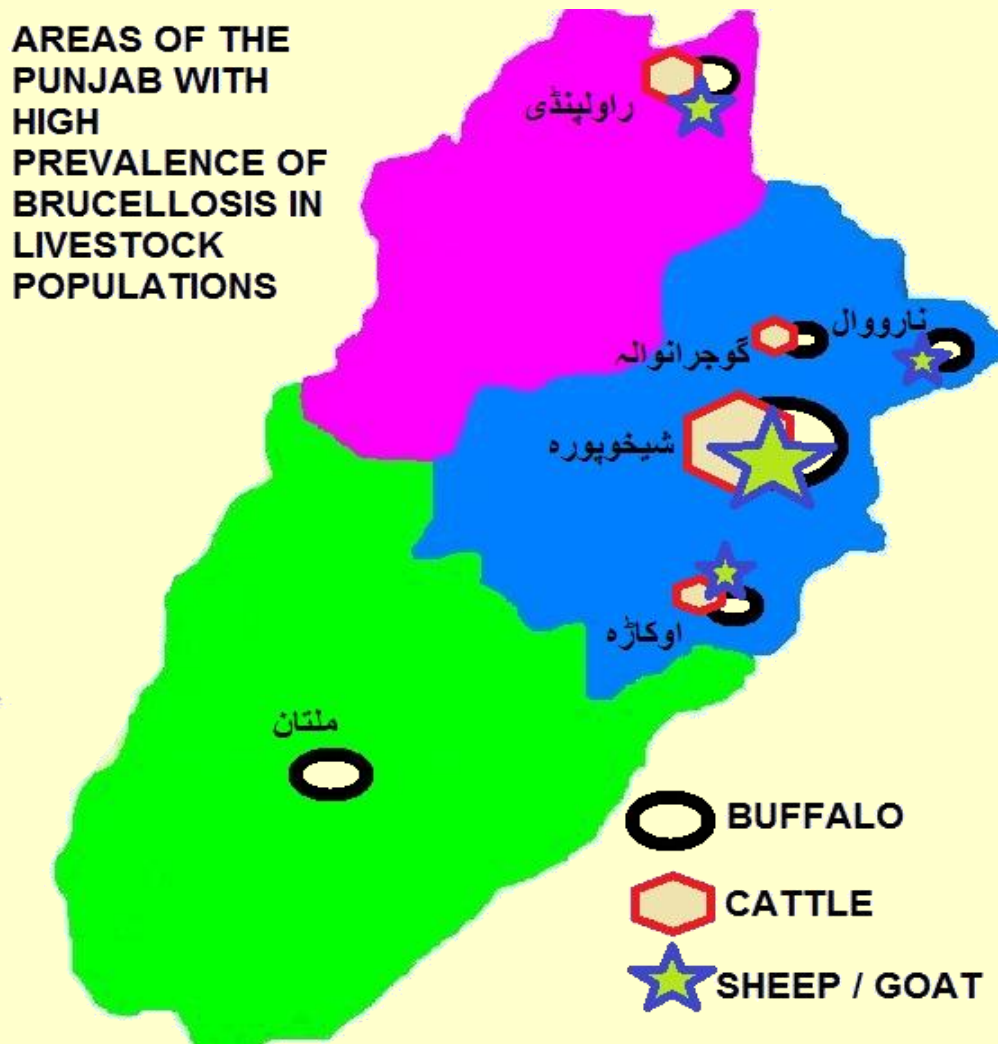 AREAS OF THE
PUNJAB WITH
HIGH
PREVALENCE OF
BRUCELLOSIS IN
LIVESTOCK
POPULATIONS
راولپنڈی
نارووال
گوجرانوالہ
شیخوپورہ
اوکاڑہ
ملتان
BUFFALO
CATTLE
SHEEP / GOAT